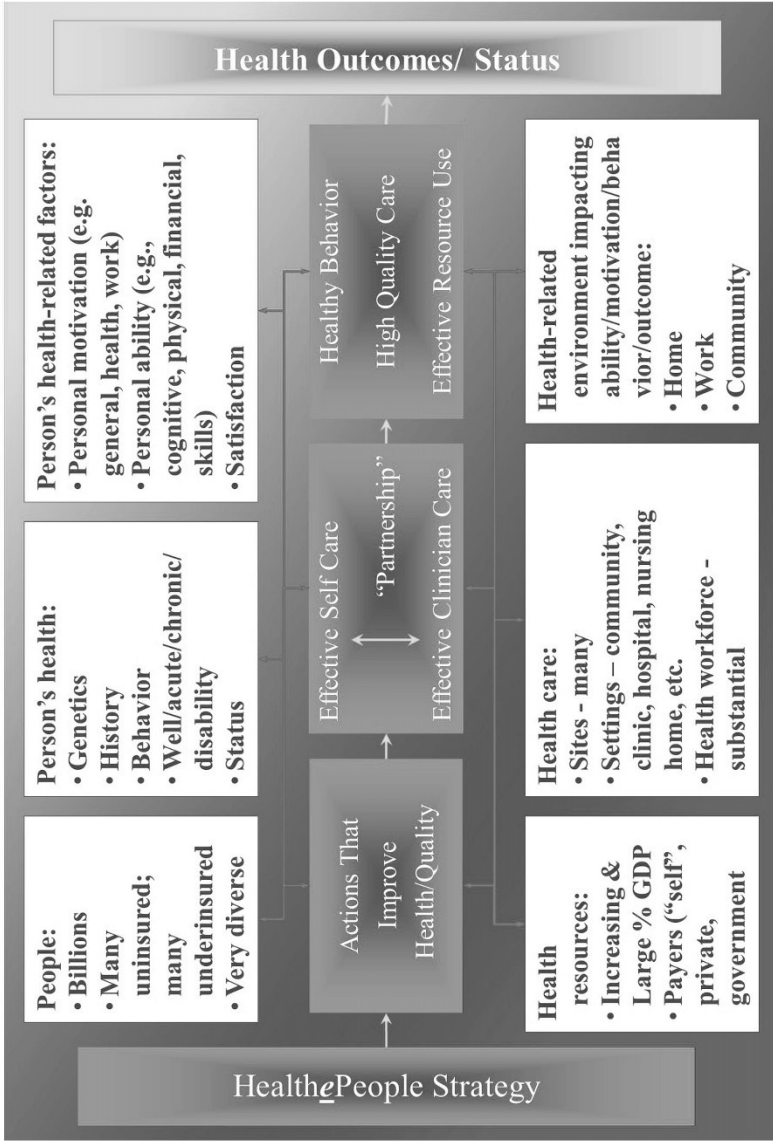 HealthePeople Strategy
People:
• Billions
• Many
uninsured;
many
underinsured
• Very diverse
Person’s health:
• Genetics
• History
• Behavior
• Well/acute/chronic/
disability
• Status
Person’s health-related factors:
• Personal motivation (e.g.
general, health, work)
• Personal ability (e.g.,
cognitive, physical, financial,
skills)
• Satisfaction
Actions That
Improve
Health/Quality
Effective Self Care
“Partnership”
Effective Clinician Care
Healthy Behavior
High Quality Care
Effective Resource Use
Health
resources:
• Increasing &
Large % GDP
• Payers (“self”,
private,
government
Health care:
• Sites - many
• Settings – community,
clinic, hospital, nursing
home, etc.
• Health workforce -
substantial
Health-related
environment impacting
ability/motivation/beha
vior/outcome:
• Home
• Work
• Community
Health Outcomes/ Status